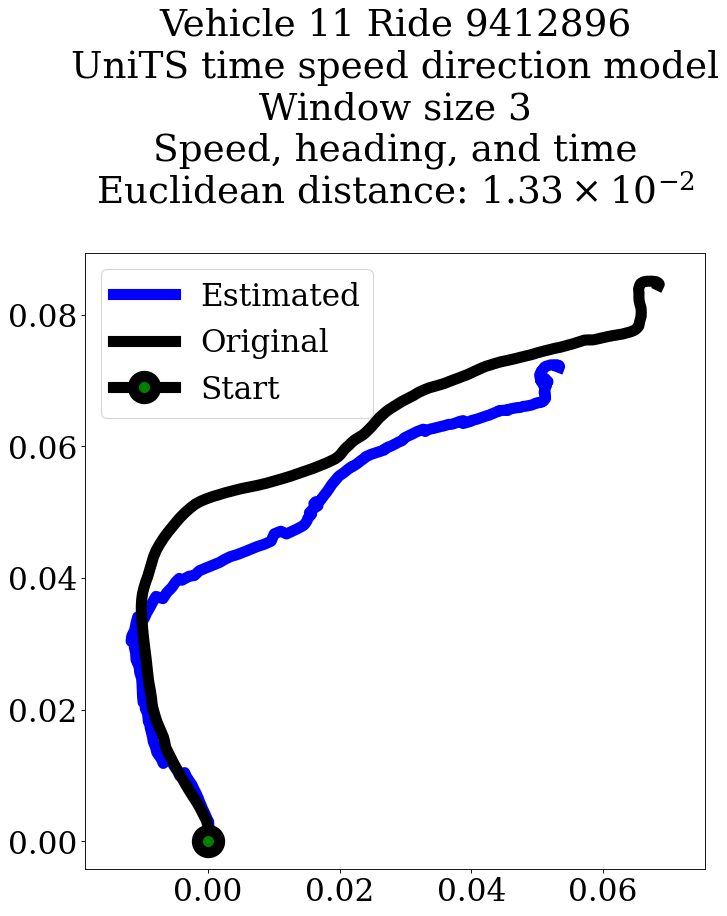 Vehicle 11 Ride 9412896
UniTS time speed direction model
Window size 3
Speed, heading, and time
Euclidean distance: 1.33 × 10⁻²
Estimated
Original
Start
0.08
0.06
0.04
0.02
0.00
0.00 0.02 0.04 0.06